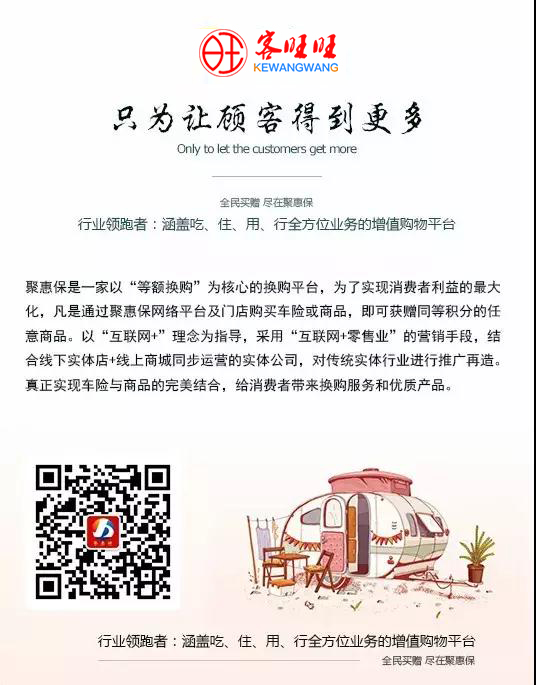 客旺旺
KEWANGWANG
只为让顾客得到更多
Only to let the customers get more
全民买赠 尽在聚惠保
行业领跑者：涵盖吃、住、用、行全方位业务的增值购物平台
聚惠保是一家以“等额换购”为核心的换购平台，为了实现消费者利益的最大
化，凡是通过聚惠保网络平台及门店购买车险或商品，即可获赠同等积分的任
意商品。以“互联网+”理念为指导，采用“互联网+零售业”的营销手段，结
合线下实体店+线上商城同步运营的实体公司，对传统实体行业进行推广再造。
真正实现车险与商品的完美结合，给消费者带来换购服务和优质产品。
行业领跑者：涵盖吃、住、用、行全方位业务的增值购物平台
全民买赠 尽在聚惠保